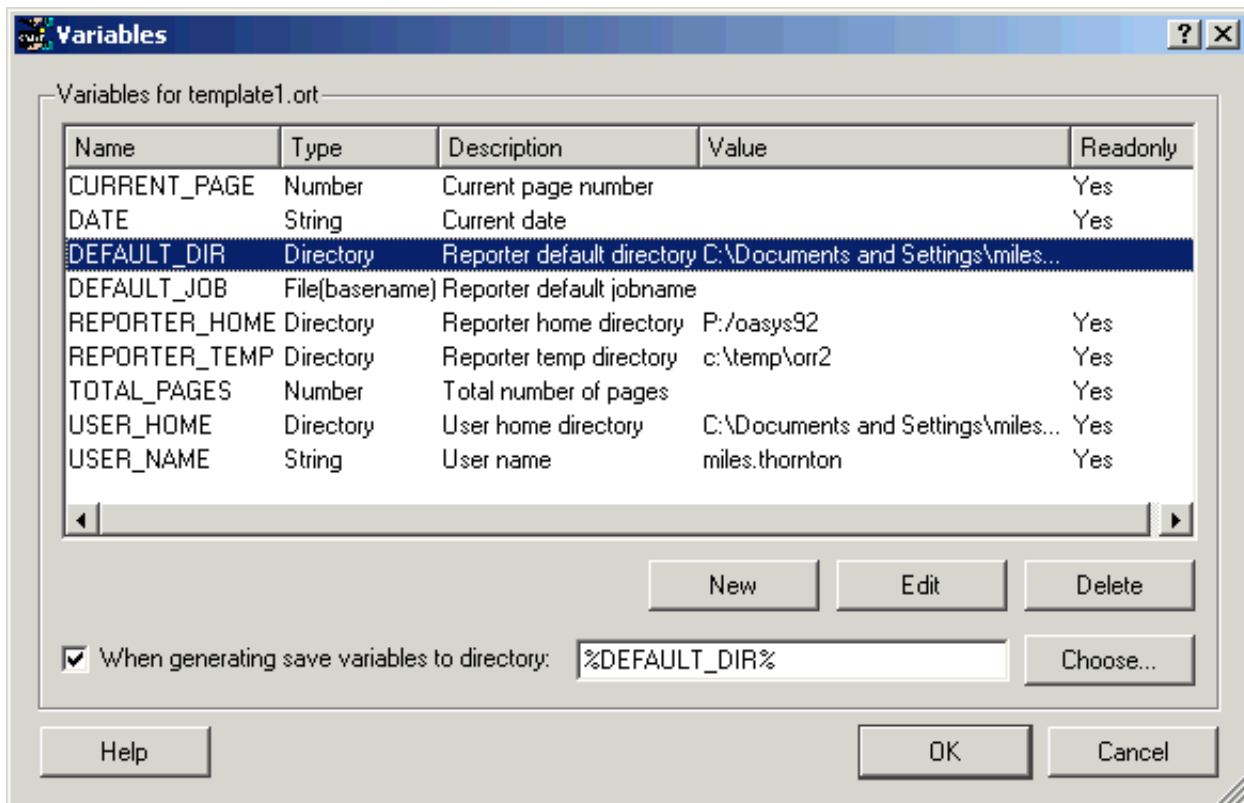 Variables
Variables for template1.ort
Name Type Description Value Readonly
CURRENT_PAGE Number Current page number Yes
DATE String Current date Yes
DEFAULT_DIR Directory Reporter default directory C:\Documents and Settings\miles...
DEFAULT_JOB File(basename) Reporter default jobname
REPORTER_HOME Directory Reporter home directory P:/oasys92 Yes
REPORTER_TEMP Directory Reporter temp directory c:\temp\orr2 Yes
TOTAL_PAGES Number Total number of pages Yes
USER_HOME Directory User home directory C:\Documents and Settings\miles... Yes
USER_NAME String User name miles.thornton Yes
New Edit Delete
When generating save variables to directory: %DEFAULT_DIR% Choose...
Help OK Cancel